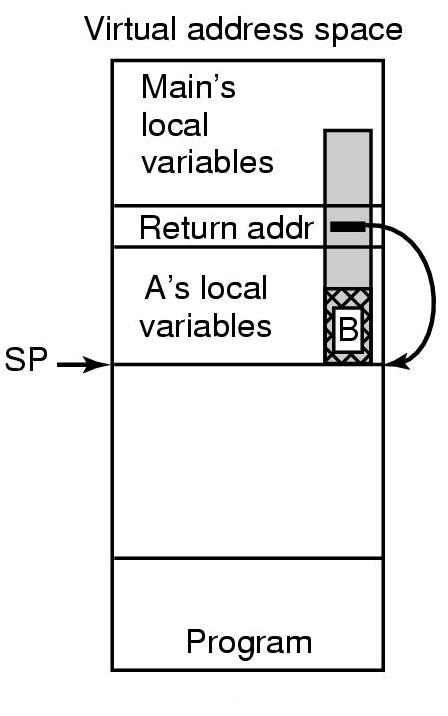 Virtual address space
Main's
local
variables
Return addr
A's local
variables
B
SP
Program